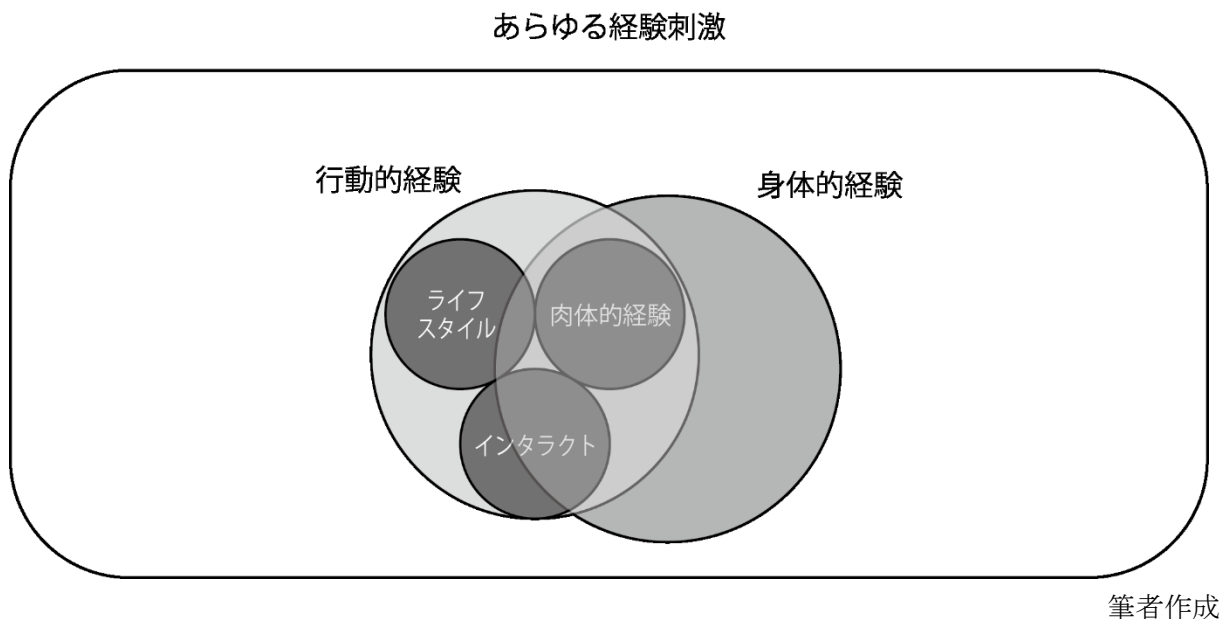 あらゆる経験刺激
行動的経験
身体的経験
ライフ
スタイル
肉体的経験
インタラクト
筆者作成